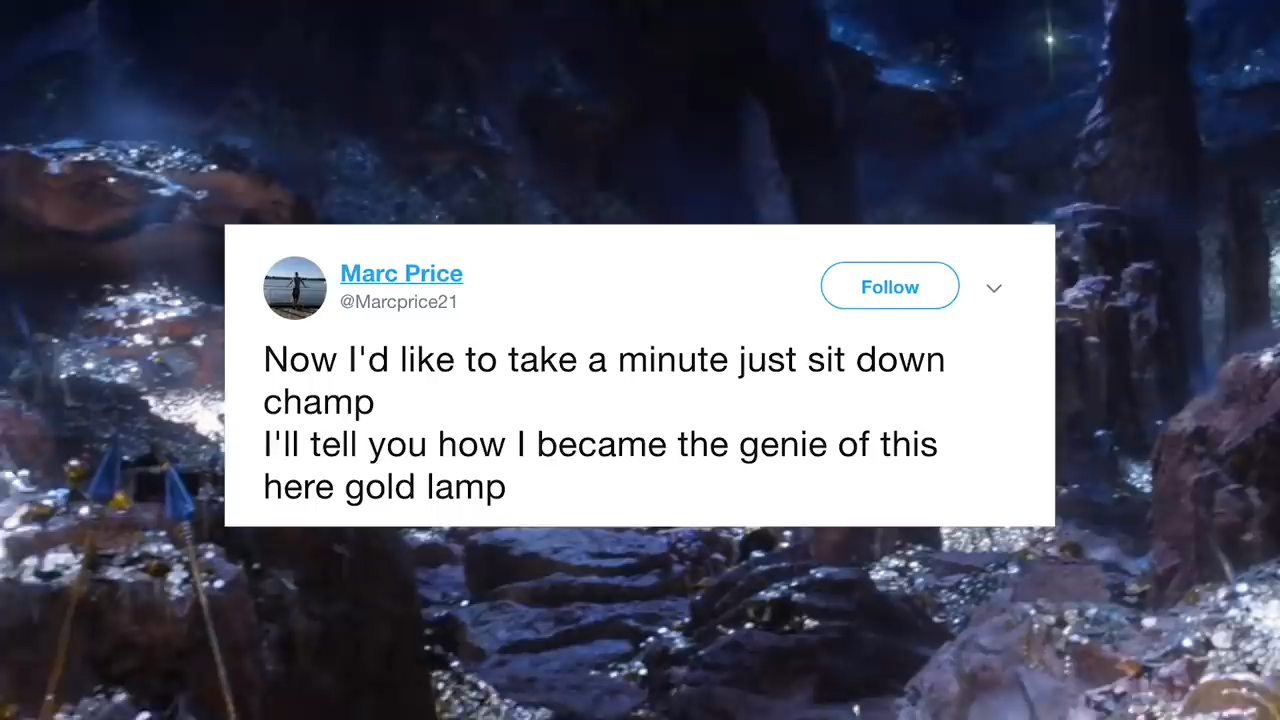 Marc Price
@Marcprice21
Follow
Now I'd like to take a minute just sit down
champ
I'll tell you how I became the genie of this
here gold lamp